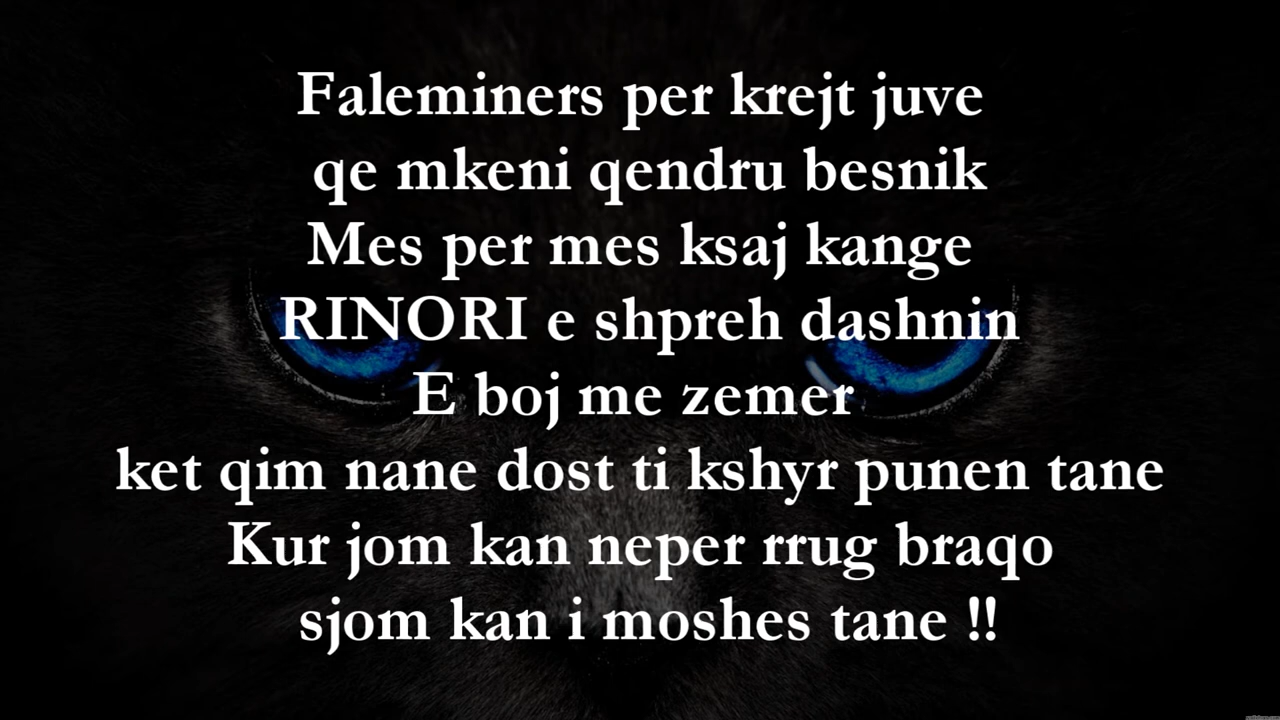 Faleminers per krejt juve
qe mkeni qendru besnik
Mes per mes ksaj kange
RINORI e shpreh dashnin
E boj me zemer
ket qim nane dost ti kshyr punen tane
Kur jom kan neper rrug braqo
sjom kan i moshes tane !!